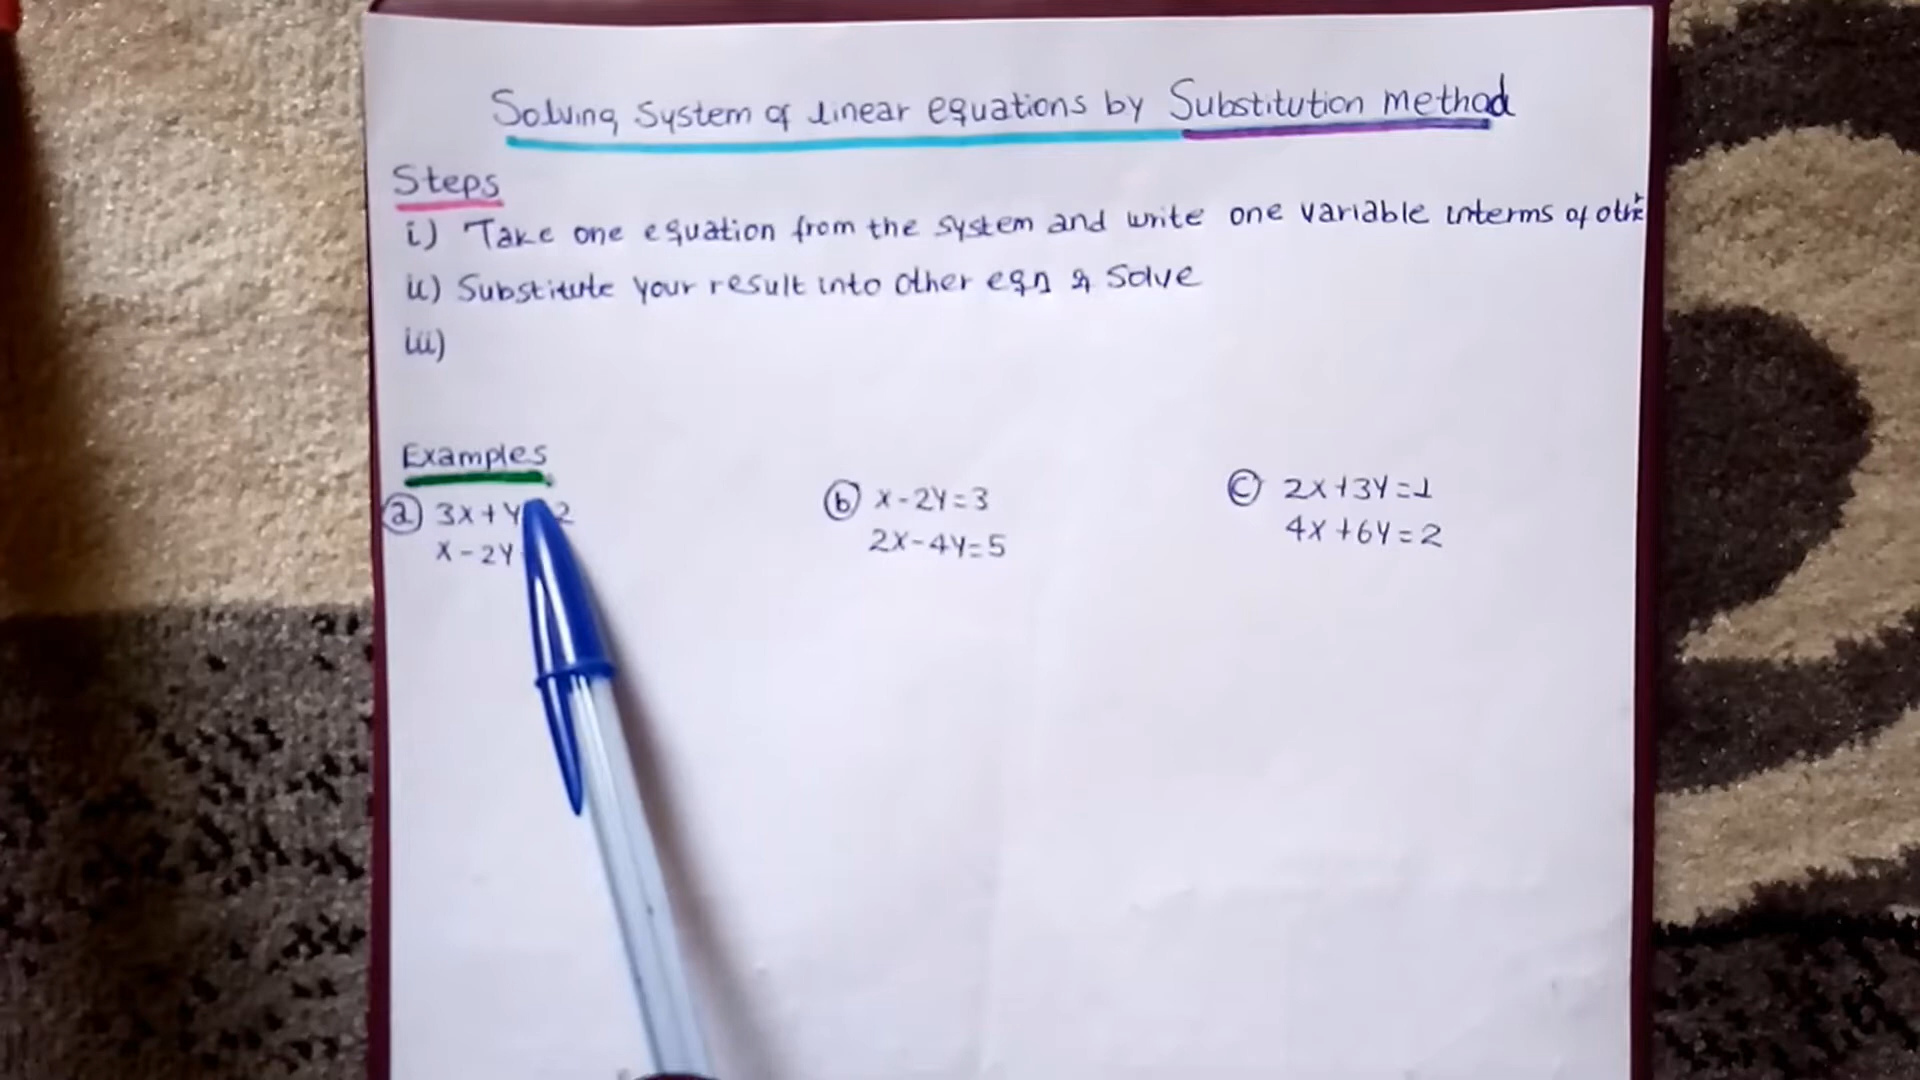 Solving System of linear equations by Substitution method
Steps
i) Take one equation from the system and write one variable interms of
ii) Substitute your result into other eqn & Solve
iii)
Examples
a) 3x+y 2
x-2y
b) x-2y=3
2x-4y=5
c) 2x+3y=1
4x+6y=2